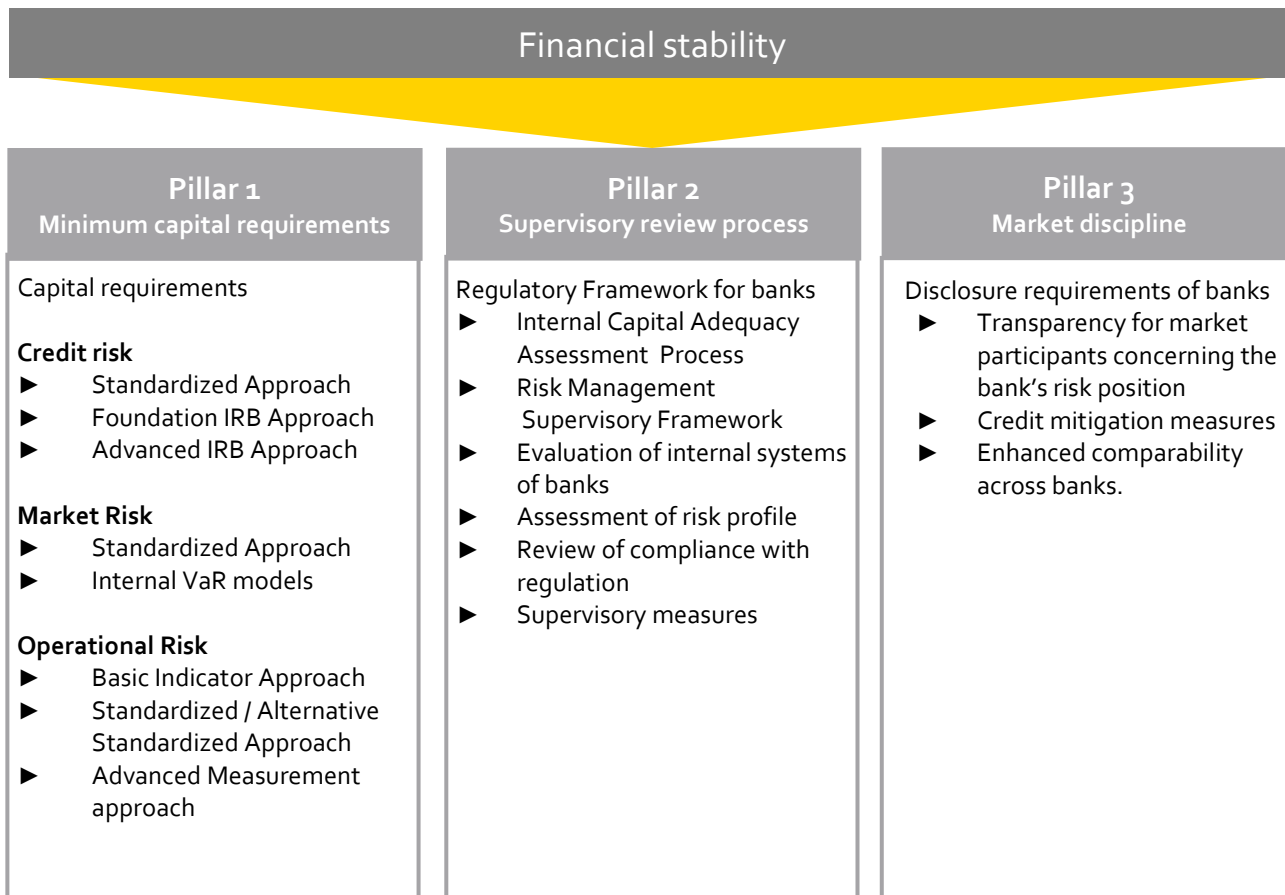 Financial stability
Pillar 1
Minimum capital requirements
Capital requirements
Credit risk
► Standardized Approach
► Foundation IRB Approach
► Advanced IRB Approach
Market Risk
► Standardized Approach
► Internal VaR models
Operational Risk
► Basic Indicator Approach
► Standardized / Alternative
Standardized Approach
► Advanced Measurement
approach
Pillar 2
Supervisory review process
Regulatory Framework for banks
► Internal Capital Adequacy
Assessment Process
► Risk Management
Supervisory Framework
► Evaluation of internal systems
of banks
► Assessment of risk profile
► Review of compliance with
regulation
► Supervisory measures
Pillar 3
Market discipline
Disclosure requirements of banks
► Transparency for market
participants concerning the
bank's risk position
► Credit mitigation measures
► Enhanced comparability
across banks.